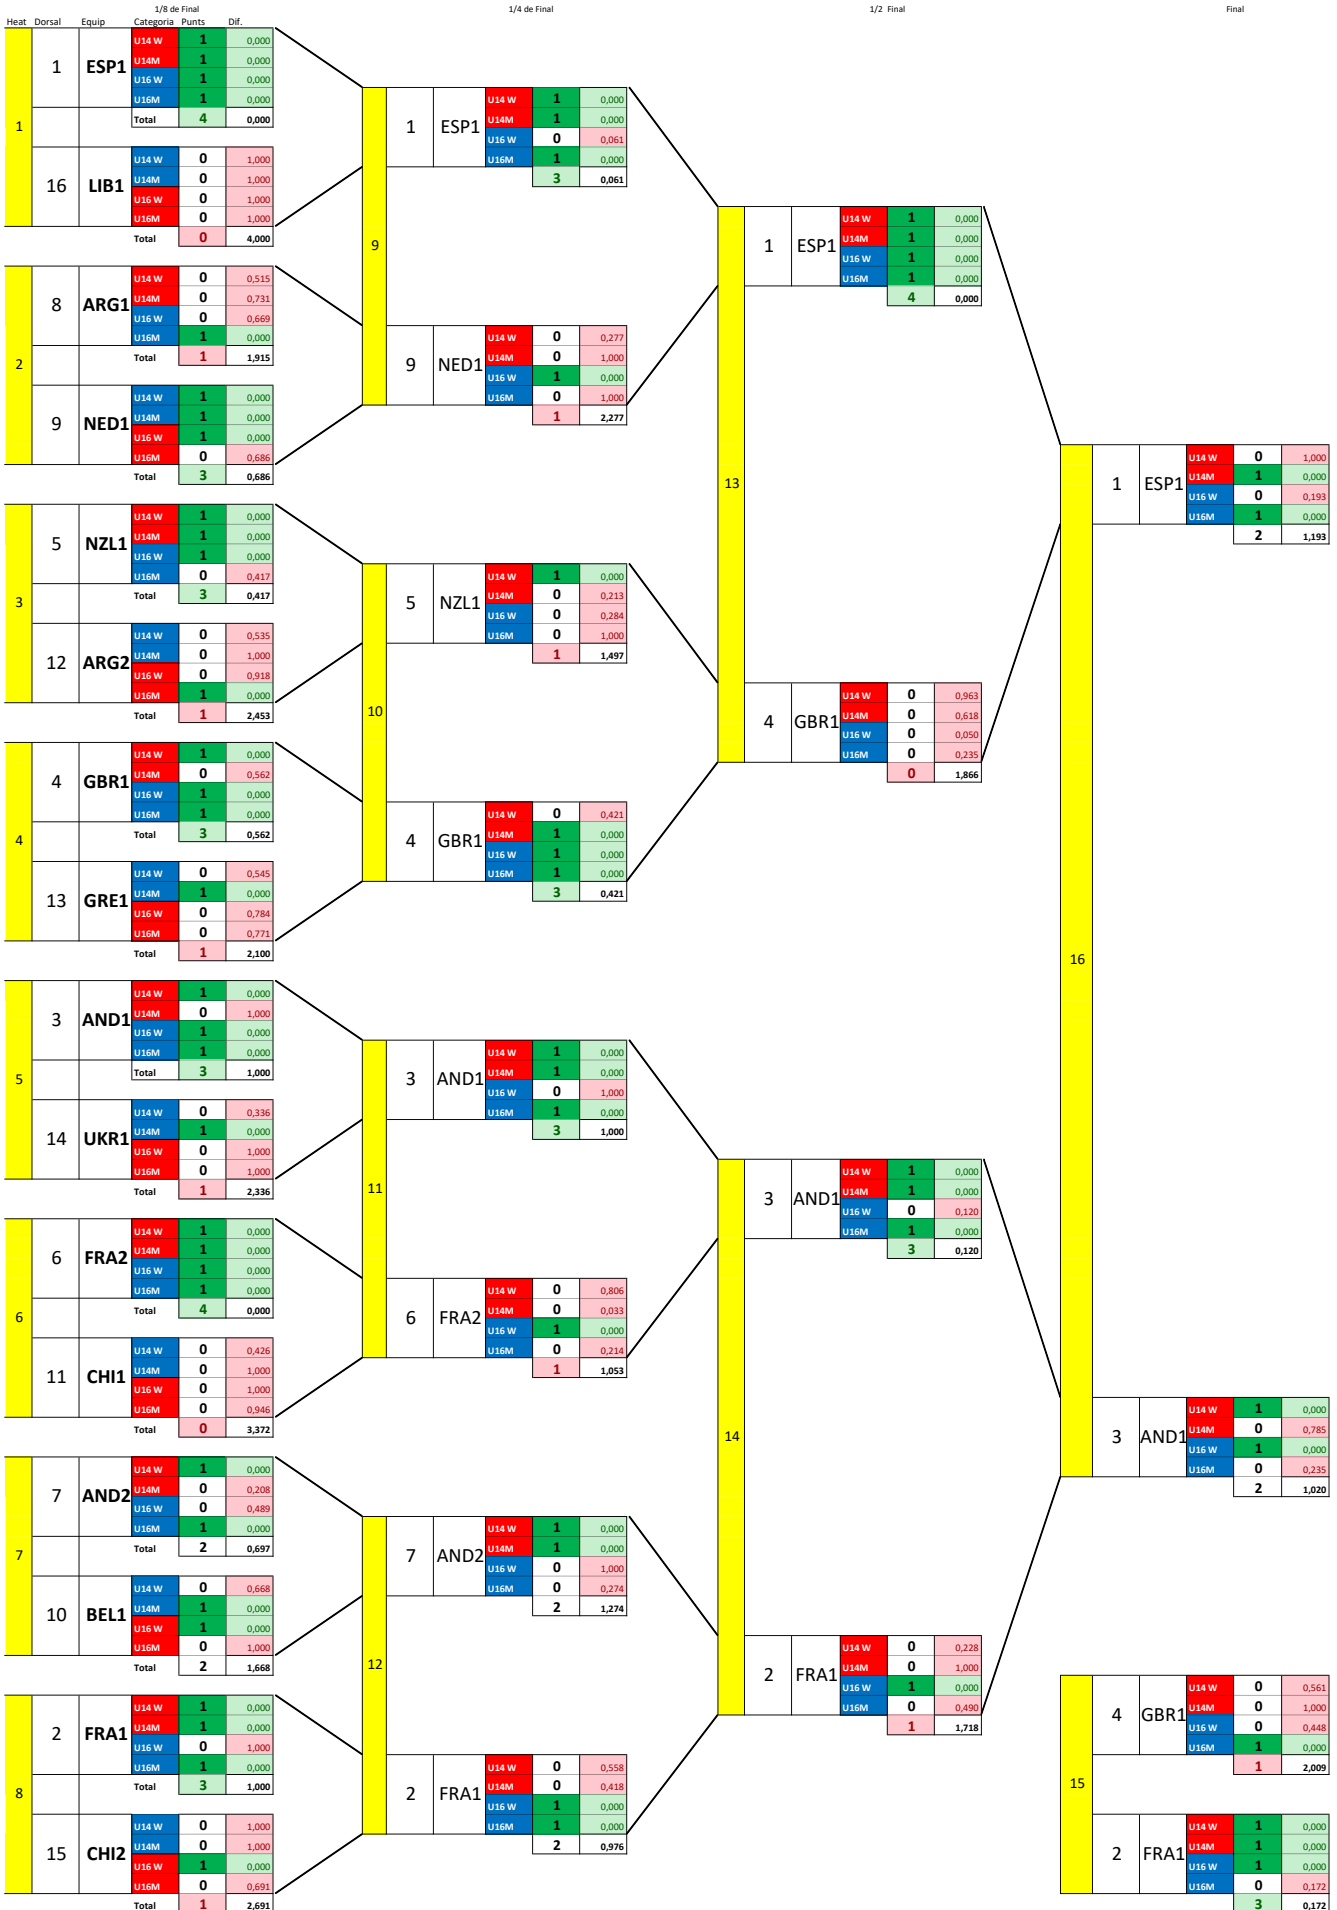 1/8 de Final 1/4 de Final 1/2 Final Final
Heat Dorsal Equip Categoria Punts Dif.
1
1 ESP1
U14 W 1 0,000
U14M 1 0,000
U16 W 1 0,000
U16M 1 0,000
Total 4 0,000
16 LIB1
U14 W 0 1,000
U14M 0 1,000
U16 W 0 1,000
U16M 0 1,000
Total 0 4,000
2
8 ARG1
U14 W 0 0,515
U14M 0 0,731
U16 W 0 0,669
U16M 1 0,000
Total 1 1,915
9 NED1
U14 W 1 0,000
U14M 1 0,000
U16 W 1 0,000
U16M 0 0,686
Total 3 0,686
3
5 NZL1
U14 W 1 0,000
U14M 1 0,000
U16 W 1 0,000
U16M 0 0,417
Total 3 0,417
12 ARG2
U14 W 0 0,535
U14M 0 1,000
U16 W 0 0,918
U16M 1 0,000
Total 1 2,453
4
4 GBR1
U14 W 1 0,000
U14M 0 0,562
U16 W 1 0,000
U16M 1 0,000
Total 3 0,562
13 GRE1
U14 W 0 0,545
U14M 1 0,000
U16 W 0 0,784
U16M 0 0,771
Total 1 2,100
5
3 AND1
U14 W 1 0,000
U14M 0 1,000
U16 W 1 0,000
U16M 1 0,000
Total 3 1,000
14 UKR1
U14 W 0 0,336
U14M 1 0,000
U16 W 0 1,000
U16M 0 1,000
Total 1 2,336
6
6 FRA2
U14 W 1 0,000
U14M 1 0,000
U16 W 1 0,000
U16M 1 0,000
Total 4 0,000
11 CHI1
U14 W 0 0,426
U14M 0 1,000
U16 W 0 1,000
U16M 0 0,946
Total 0 3,372
7
7 AND2
U14 W 1 0,000
U14M 0 0,208
U16 W 0 0,489
U16M 1 0,000
Total 2 0,697
10 BEL1
U14 W 0 0,668
U14M 1 0,000
U16 W 1 0,000
U16M 0 1,000
Total 2 1,668
8
2 FRA1
U14 W 1 0,000
U14M 1 0,000
U16 W 0 1,000
U16M 1 0,000
Total 3 1,000
15 CHI2
U14 W 0 1,000
U14M 0 1,000
U16 W 1 0,000
U16M 0 0,691
Total 1 2,691
9
1 ESP1
U14 W 1 0,000
U14M 1 0,000
U16 W 0 0,061
U16M 1 0,000
3 0,061
9 NED1
U14 W 0 0,277
U14M 0 1,000
U16 W 1 0,000
U16M 0 1,000
1 2,277
10
5 NZL1
U14 W 1 0,000
U14M 0 0,213
U16 W 0 0,284
U16M 0 1,000
1 1,497
4 GBR1
U14 W 0 0,421
U14M 1 0,000
U16 W 1 0,000
U16M 1 0,000
3 0,421
11
3 AND1
U14 W 1 0,000
U14M 1 0,000
U16 W 0 1,000
U16M 1 0,000
3 1,000
6 FRA2
U14 W 0 0,806
U14M 0 0,033
U16 W 1 0,000
U16M 0 0,214
1 1,053
12
7 AND2
U14 W 1 0,000
U14M 1 0,000
U16 W 0 1,000
U16M 0 0,274
2 1,274
2 FRA1
U14 W 0 0,558
U14M 0 0,418
U16 W 1 0,000
U16M 1 0,000
2 0,976
13
1 ESP1
U14 W 1 0,000
U14M 1 0,000
U16 W 1 0,000
U16M 1 0,000
4 0,000
4 GBR1
U14 W 0 0,963
U14M 0 0,618
U16 W 0 0,050
U16M 0 0,235
0 1,866
14
3 AND1
U14 W 1 0,000
U14M 1 0,000
U16 W 0 0,120
U16M 1 0,000
3 0,120
2 FRA1
U14 W 0 0,228
U14M 0 1,000
U16 W 1 0,000
U16M 0 0,490
1 1,718
16
1 ESP1
U14 W 0 1,000
U14M 1 0,000
U16 W 0 0,193
U16M 1 0,000
2 1,193
3 AND1
U14 W 1 0,000
U14M 0 0,785
U16 W 1 0,000
U16M 0 0,235
2 1,020
15
4 GBR1
U14 W 0 0,561
U14M 0 1,000
U16 W 0 0,448
U16M 1 0,000
1 2,009
2 FRA1
U14 W 1 0,000
U14M 1 0,000
U16 W 1 0,000
U16M 0 0,172
3 0,172